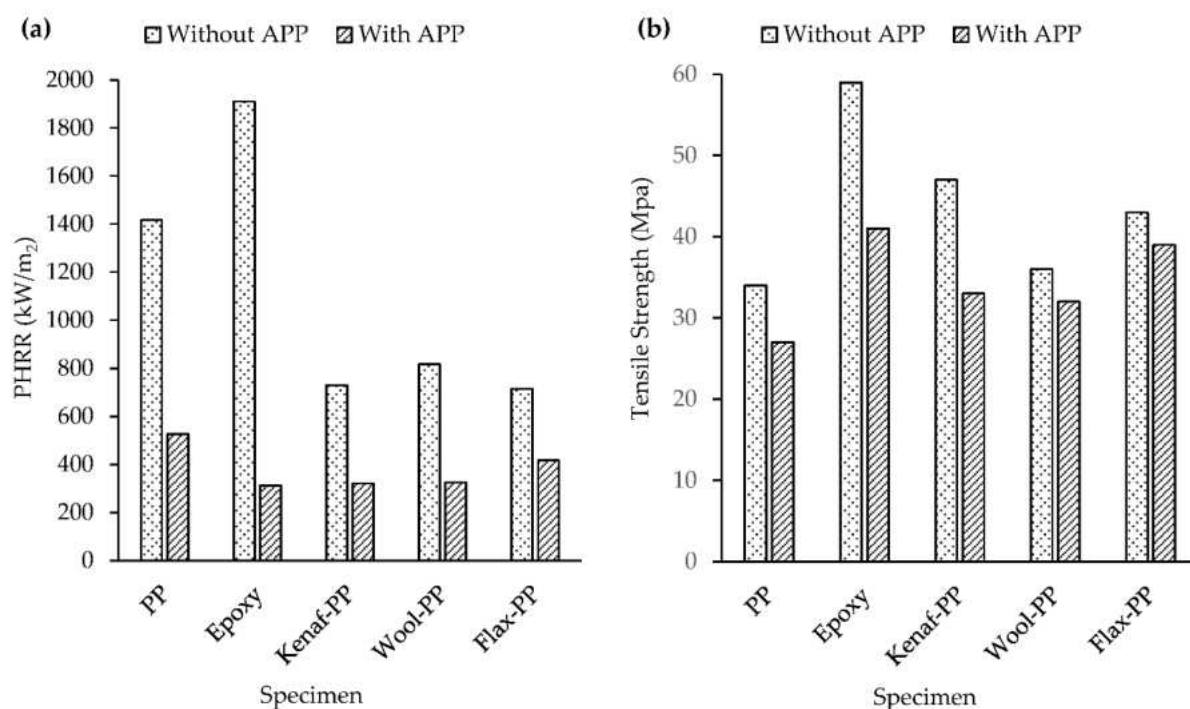 (a)
Without APP With APP
2000
1800
1600
1400
1200
1000
800
600
400
200
0
PHRR (kW/m2)
PP
Epoxy
Kenaf-PP
Wool-PP
Flax-PP
Specimen
(b)
Without APP With APP
60
50
40
30
20
10
0
Tensile Strength (Mpa)
PP
Epoxy
Kenaf-PP
Wool-PP
Flax-PP
Specimen